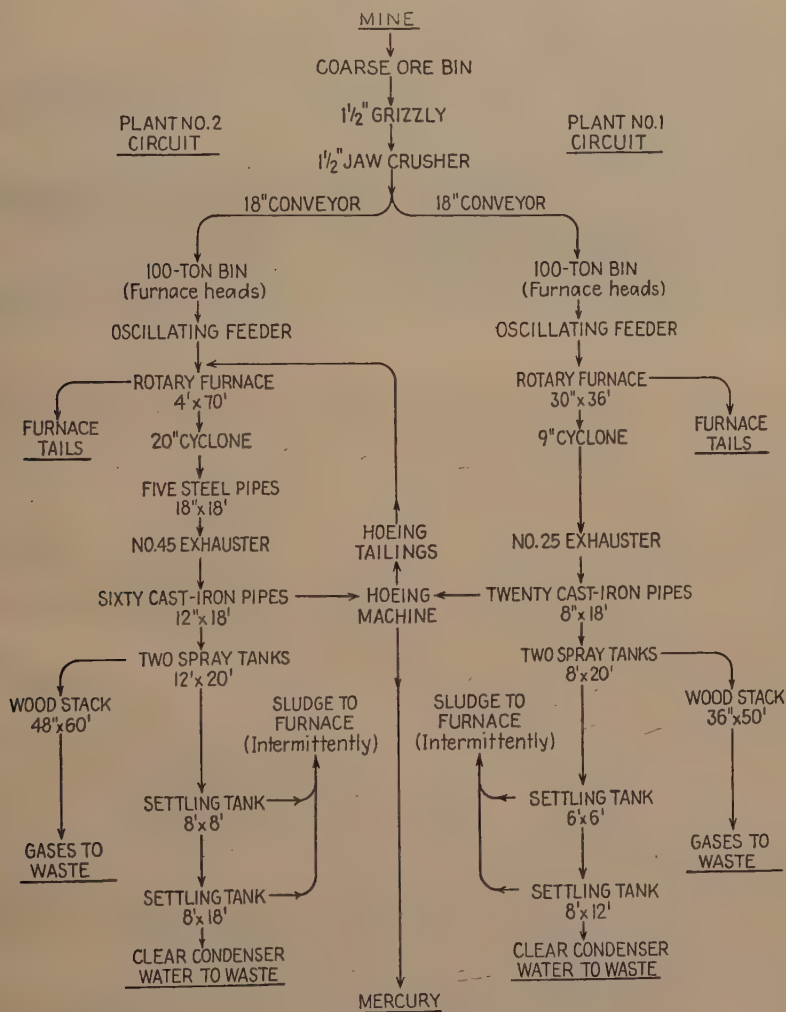 MINE
COARSE ORE BIN
1 1/2" GRIZZLY
1 1/2" JAW CRUSHER
PLANT NO.2
CIRCUIT
PLANT NO.1
CIRCUIT
18" CONVEYOR
18" CONVEYOR
100-TON BIN
(Furnace heads)
OSCILLATING FEEDER
ROTARY FURNACE
4' x 70'
FURNACE
TAILS
20" CYCLONE
FIVE STEEL PIPES
18" x 18'
NO.45 EXHAUSTER
SIXTY CAST-IRON PIPES
12" x 18'
TWO SPRAY TANKS
12' x 20'
WOOD STACK
48" x 60'
GASES TO
WASTE
SETTLING TANK
8' x 8'
SETTLING TANK
8' x 18'
CLEAR CONDENSER
WATER TO WASTE
SLUDGE TO
FURNACE
(Intermittently)
HOEING
TAILINGS
HOEING
MACHINE
MERCURY
100-TON BIN
(Furnace heads)
OSCILLATING FEEDER
ROTARY FURNACE
30" x 36'
FURNACE
TAILS
9" CYCLONE
NO.25 EXHAUSTER
TWENTY CAST-IRON PIPES
8" x 18'
TWO SPRAY TANKS
8' x 20'
WOOD STACK
36" x 50'
GASES TO
WASTE
SLUDGE TO
FURNACE
(Intermittently)
SETTLING TANK
6' x 6'
SETTLING TANK
8' x 12'
CLEAR CONDENSER
WATER TO WASTE